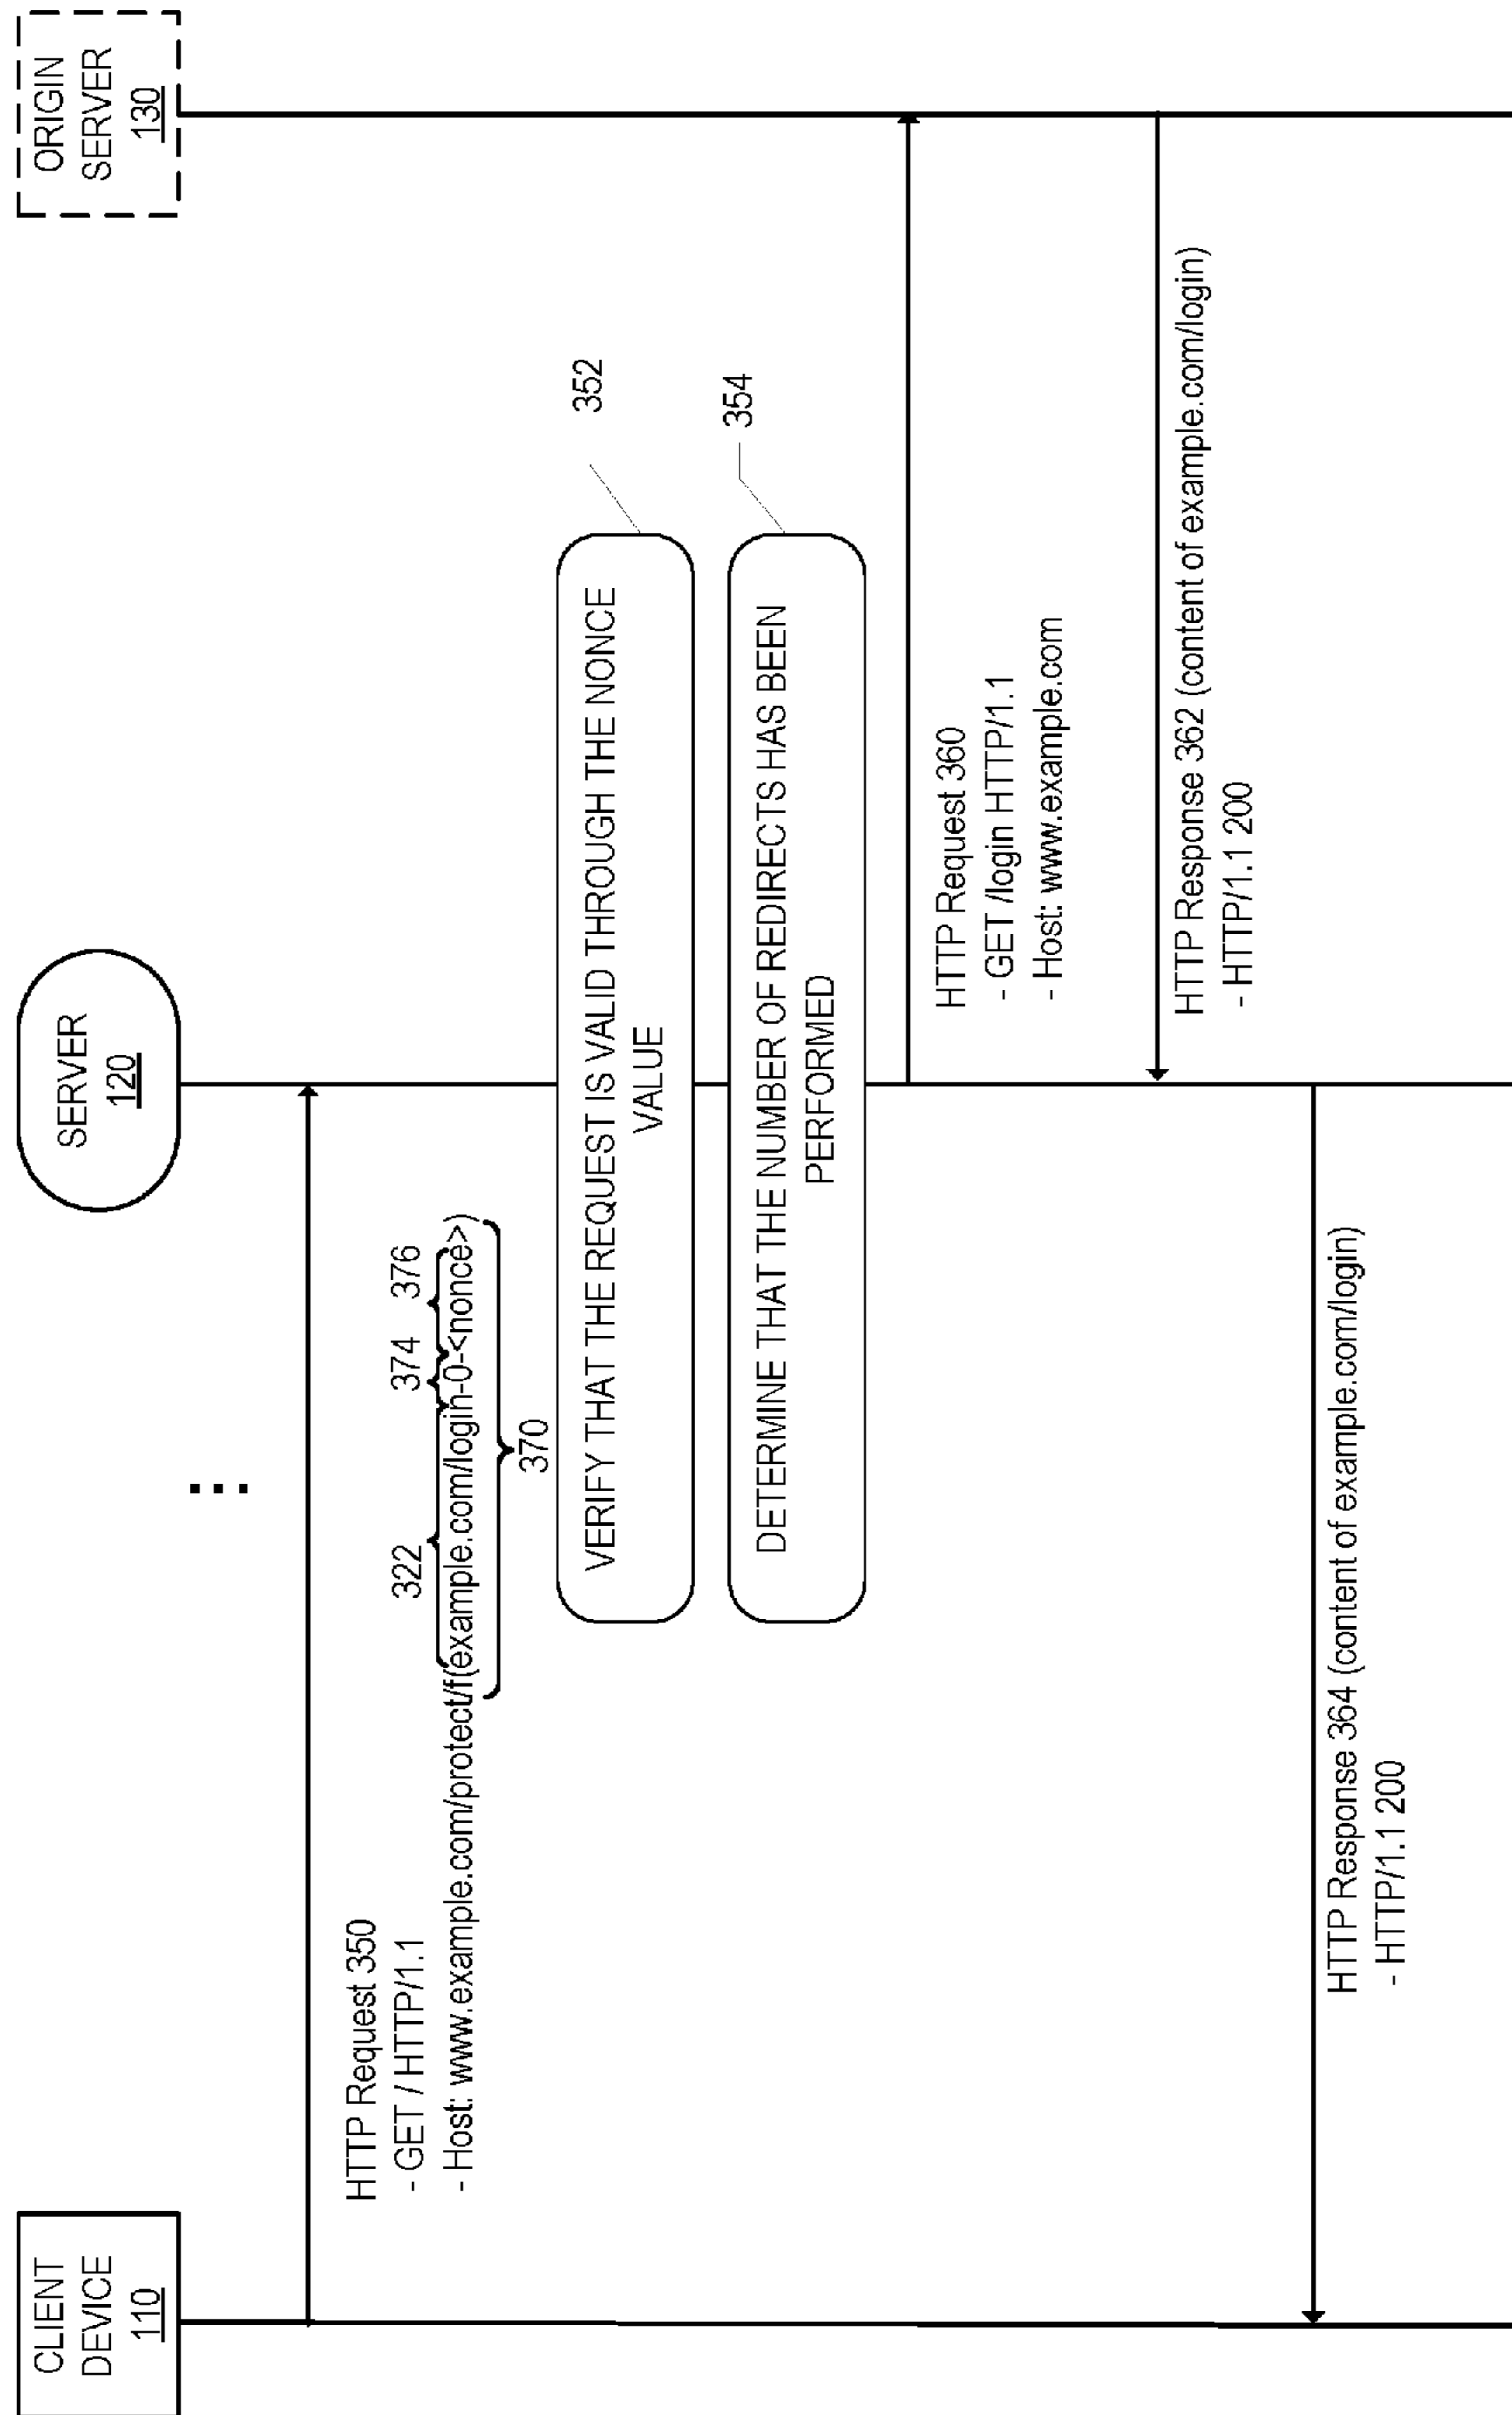 CLIENT
DEVICE
110
SERVER
120
ORIGIN
SERVER
130
...
HTTP Request 350
- GET / HTTP/1.1
322
374
376
- Host: www.example.com/protect/f(example.com/login-0-<nonce>)
370
VERIFY THAT THE REQUEST IS VALID THROUGH THE NONCE
VALUE
352
DETERMINE THAT THE NUMBER OF REDIRECTS HAS BEEN
PERFORMED
354
HTTP Request 360
- GET /login HTTP/1.1
- Host: www.example.com
HTTP Response 362 (content of example.com/login)
- HTTP/1.1 200
HTTP Response 364 (content of example.com/login)
- HTTP/1.1 200